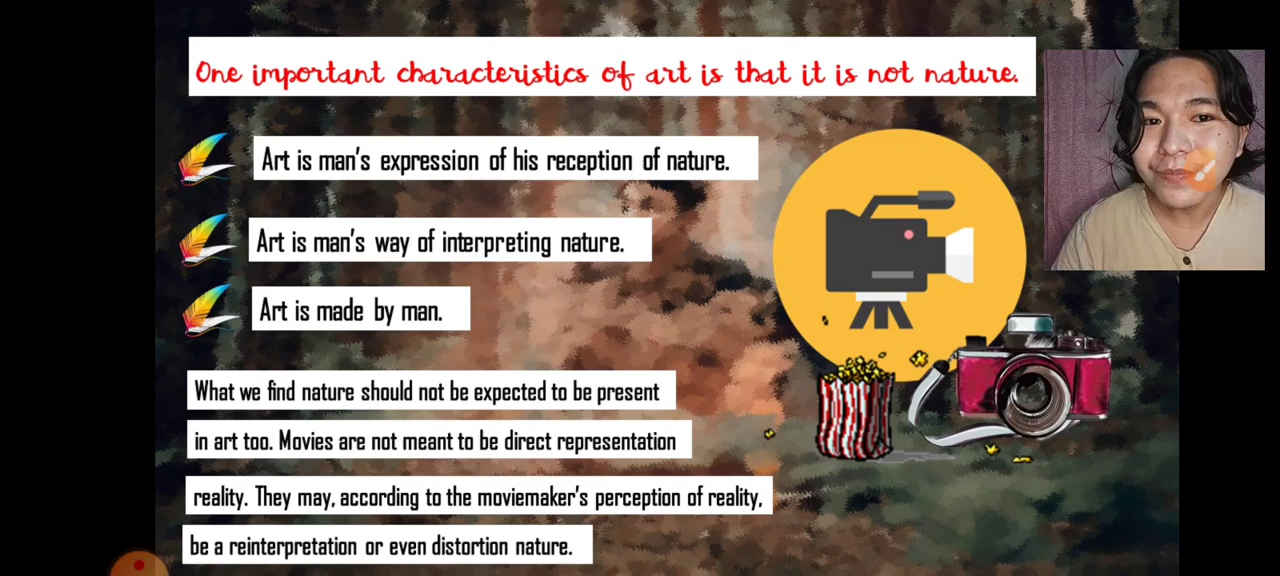 One important characteristics of art is that it is not nature.
Art is man's expression of his reception of nature.
Art is man's way of interpreting nature.
Art is made by man.
What we find nature should not be expected to be present
in art too. Movies are not meant to be direct representation
reality. They may, according to the moviemaker's perception of reality,
be a reinterpretation or even distortion nature.